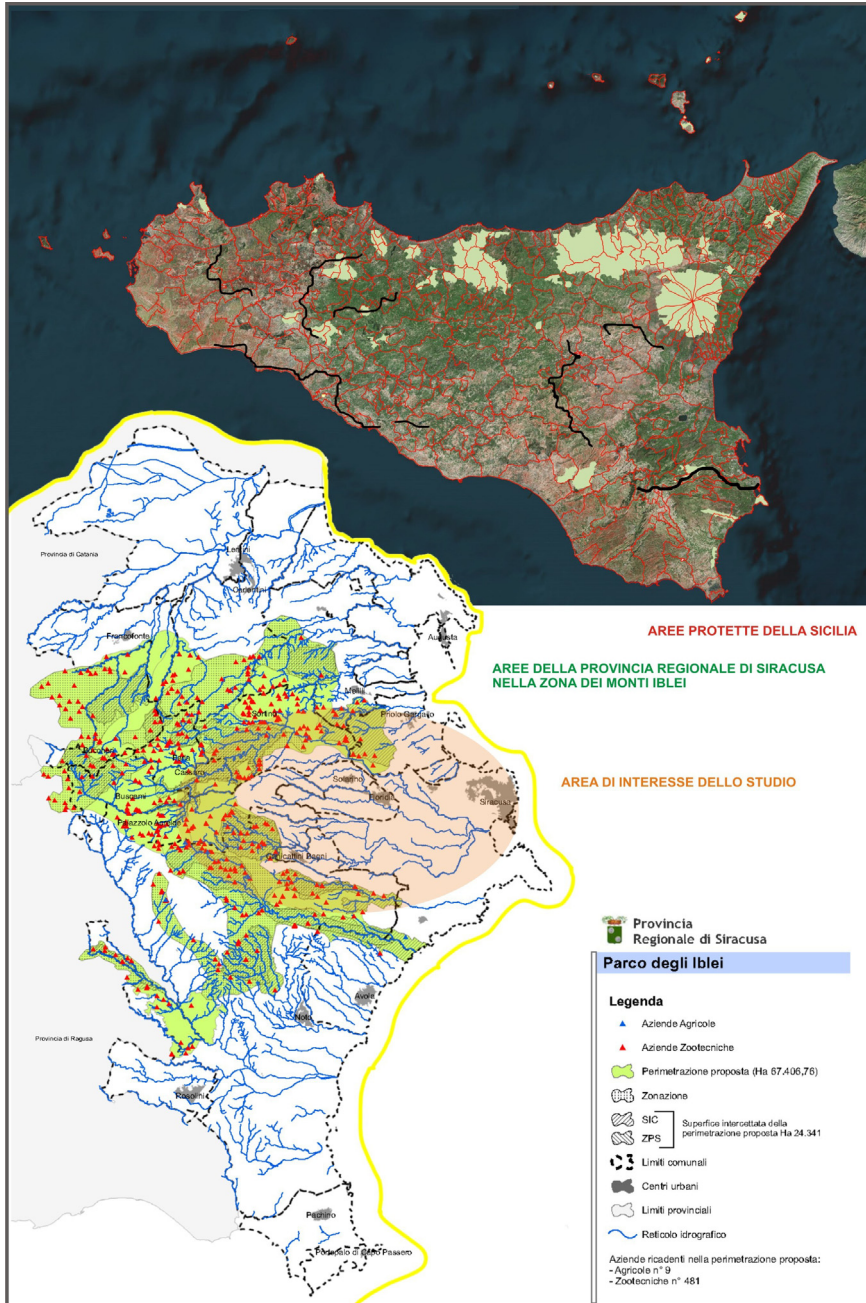 AREE PROTETTE DELLA SICILIA
AREE DELLA PROVINCIA REGIONALE DI SIRACUSA
NELLA ZONA DEI MONTI IBLEI
AREA DI INTERESSE DELLO STUDIO
Provincia di Catania
Lentini
Carlentini
Francofonte
Augusta
Melilli
Priolo Gargallo
Sortino
Buccheri
Ferla
Cassaro
Buscemi
Palazzolo Acreide
Solarino
Floridia
Siracusa
Canicattini Bagni
Avola
Noto
Provincia di Ragusa
Rosolini
Pachino
Portopalo di Capo Passero
Provincia
Regionale di Siracusa
Parco degli Iblei
Legenda
Aziende Agricole
Aziende Zootecniche
Perimetrazione proposta (Ha 67.406,76)
Zonazione
SIC
ZPS
Superfice intercettata della
perimetrazione proposta Ha 24.341
Limiti comunali
Centri urbani
Limiti provinciali
Reticolo idrografico
Aziende ricadenti nella perimetrazione proposta:
- Agricole n° 9
- Zootecniche n° 481